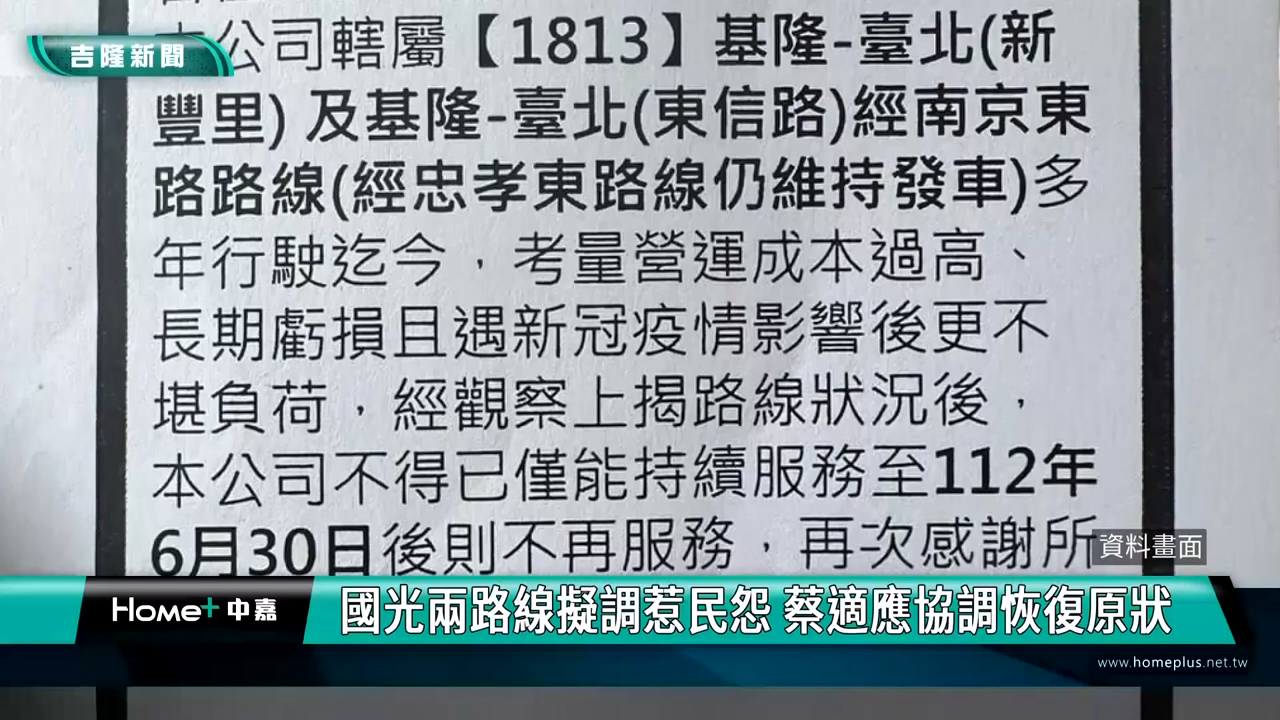 吉隆新聞
公司轄屬【1813】基隆-臺北(新
豐里) 及基隆-臺北(東信路)經南京東
路路線(經忠孝東路線仍維持發車)多
年行駛迄今，考量營運成本過高、
長期虧損且遇新冠疫情影響後更不
堪負荷，經觀察上揭路線狀況後，
本公司不得已僅能持續服務至112年
6月30日後則不再服務，再次感謝所
資料畫面
Home+中嘉
國光兩路線擬調惹民怨 蔡適應協調恢復原狀
www.homeplus.net.tw